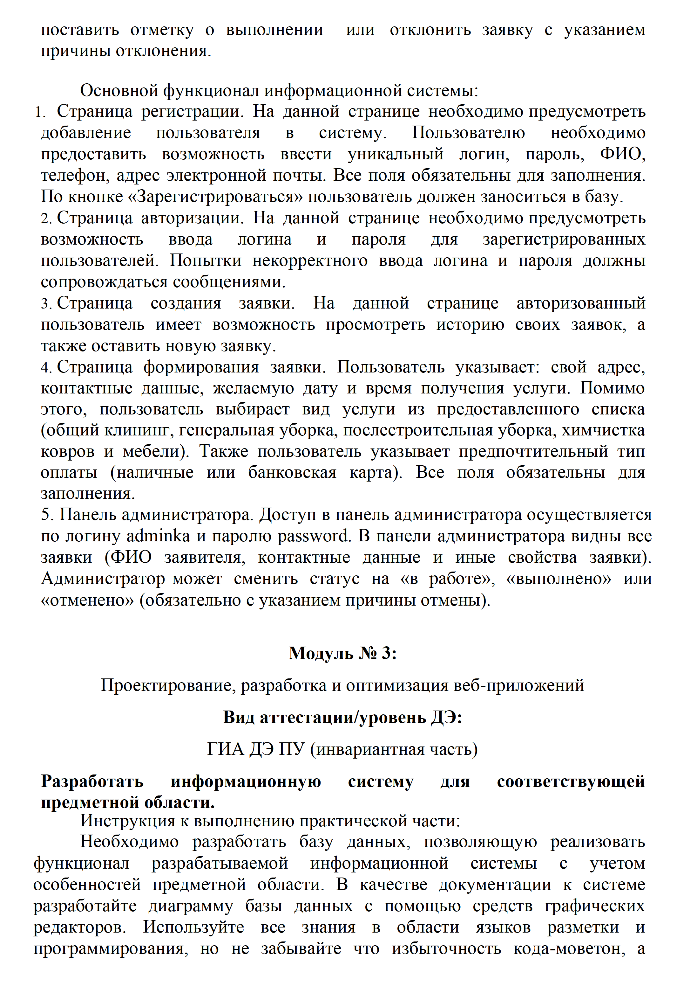 поставить отметку о выполнении или отклонить заявку с указанием
причины отклонения.
Основной функционал информационной системы:
1. Страница регистрации. На данной странице необходимо предусмотреть
добавление пользователя в систему. Пользователю необходимо
предоставить возможность ввести уникальный логин, пароль, ФИО,
телефон, адрес электронной почты. Все поля обязательны для заполнения.
По кнопке «Зарегистрироваться» пользователь должен заноситься в базу.
2. Страница авторизации. На данной странице необходимо предусмотреть
возможность ввода логина и пароля для зарегистрированных
пользователей. Попытки некорректного ввода логина и пароля должны
сопровождаться сообщениями.
3. Страница создания заявки. На данной странице авторизованный
пользователь имеет возможность просмотреть историю своих заявок, а
также оставить новую заявку.
4. Страница формирования заявки. Пользователь указывает: свой адрес,
контактные данные, желаемую дату и время получения услуги. Помимо
этого, пользователь выбирает вид услуги из предоставленного списка
(общий клининг, генеральная уборка, послестроительная уборка, химчистка
ковров и мебели). Также пользователь указывает предпочтительный тип
оплаты (наличные или банковская карта). Все поля обязательны для
заполнения.
5. Панель администратора. Доступ в панель администратора осуществляется
по логину adminka и паролю password. В панели администратора видны все
заявки (ФИО заявителя, контактные данные и иные свойства заявки).
Администратор может сменить статус на «в работе», «выполнено» или
«отменено» (обязательно с указанием причины отмены).
Модуль № 3:
Проектирование, разработка и оптимизация веб-приложений
Вид аттестации/уровень ДЭ:
ГИА ДЭ ПУ (инвариантная часть)
Разработать информационную систему для соответствующей
предметной области.
Инструкция к выполнению практической части:
Необходимо разработать базу данных, позволяющую реализовать
функционал разрабатываемой информационной системы с учетом
особенностей предметной области. В качестве документации к системе
разработайте диаграмму базы данных с помощью средств графических
редакторов. Используйте все знания в области языков разметки и
программирования, но не забывайте что избыточность кода-моветон, а